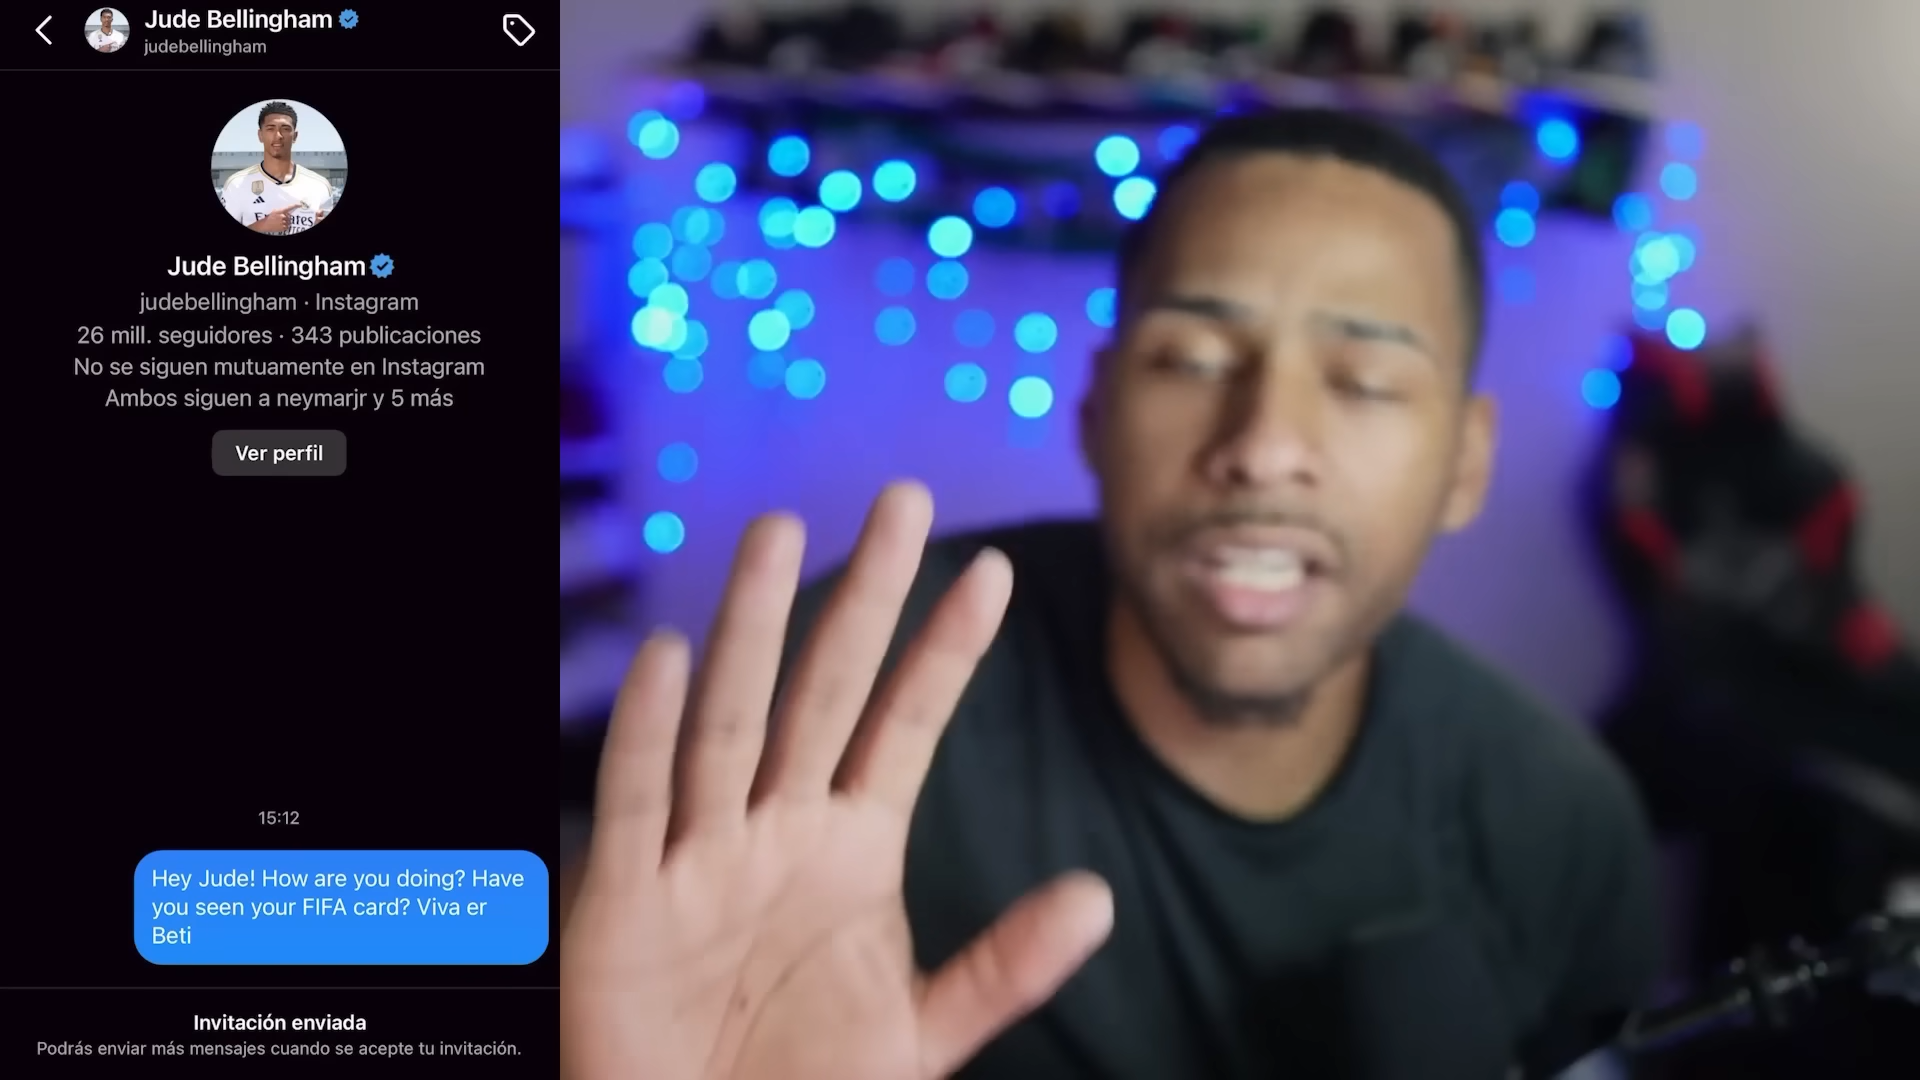 Jude Bellingham
judebellingham
Jude Bellingham
judebellingham · Instagram
26 mill. seguidores · 343 publicaciones
No se siguen mutuamente en Instagram
Ambos siguen a neymarjr y 5 más
Ver perfil
15:12
Hey Jude! How are you doing? Have
you seen your FIFA card? Viva er
Beti
Invitación enviada
Podrás enviar más mensajes cuando se acepte tu invitación.